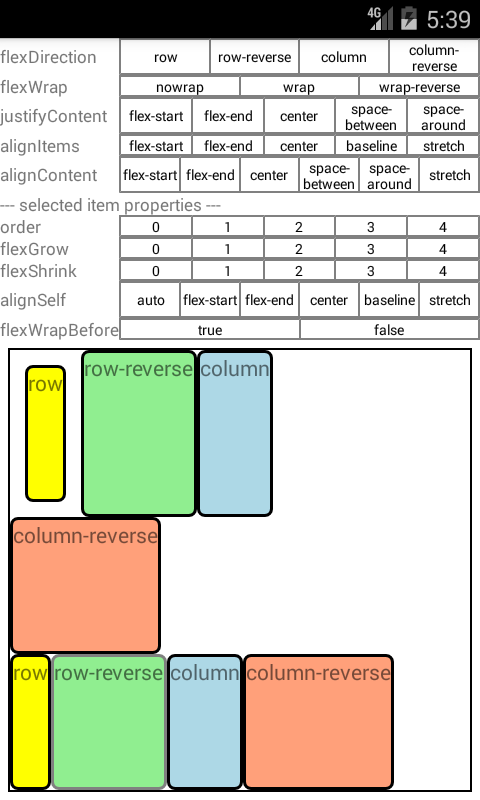 4G 5:39
flexDirection row row-reverse column column-
reverse
flexWrap nowrap wrap wrap-reverse
justifyContent flex-start flex-end center space-
between space-
around
alignItems flex-start flex-end center baseline stretch
alignContent flex-start flex-end center space-
between space-
around stretch
--- selected item properties ---
order 0 1 2 3 4
flexGrow 0 1 2 3 4
flexShrink 0 1 2 3 4
alignSelf auto flex-start flex-end center baseline stretch
flexWrapBefore true false
row row-reverse column
column-reverse
row row-reverse column column-reverse